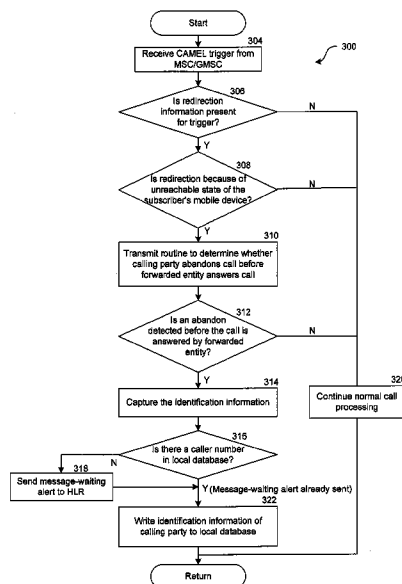 Start
304
Receive CAMEL trigger from
MSC/GMSC
300
306
Is redirection
information present
for trigger?
N
Y
308
Is redirection because of
unreachable state of the
subscriber's mobile device?
N
Y
310
Transmit routine to determine whether
calling party abandons call before
forwarded entity answers call
312
Is an abandon
detected before the call is
answered by forwarded
entity?
N
Y
314
Capture the identification information
320
Continue normal call
processing
316
Is there a caller number
in local database?
N
318
Send message-waiting
alert to HLR
Y (Message-waiting alert already sent)
322
Write identification information of
calling party to local database
Return